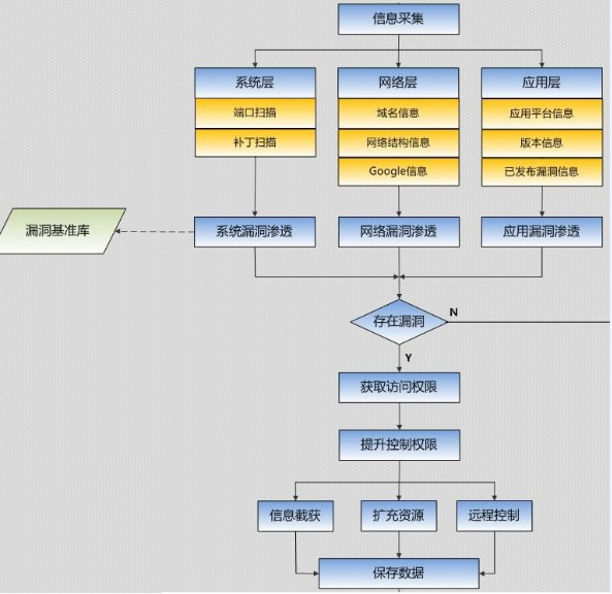 信息采集
系统层
网络层
应用层
端口扫描
域名信息
应用平台信息
补丁扫描
网络结构信息
版本信息
Google信息
已发布漏洞信息
漏洞基准库
系统漏洞渗透
网络漏洞渗透
应用漏洞渗透
存在漏洞
N
Y
获取访问权限
提升控制权限
信息截获
扩充资源
远程控制
保存数据